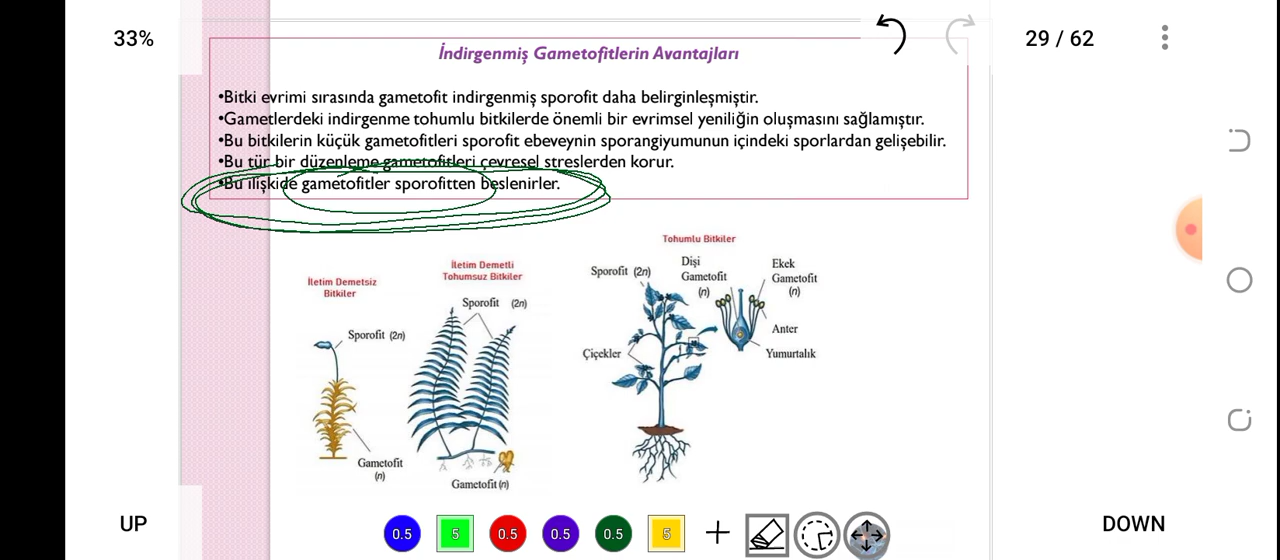 33%
29 / 62
İndirgenmiş Gametofitlerin Avantajları
•Bitki evrimi sırasında gametofit indirgenmiş sporofit daha belirginleşmiştir.
•Gametlerdeki indirgenme tohumlu bitkilerde önemli bir evrimsel yeniliğin oluşmasını sağlamıştır.
•Bu bitkilerin küçük gametofitleri sporofit ebeveynin sporangiyumunun içindeki sporlardan gelişebilir.
•Bu tür bir düzenleme gametofitleri çevresel streslerden korur.
•Bu ilişkide gametofitler sporofitten beslenirler.
İletim Demetsiz
Bitkiler
Sporofit (2n)
Gametofit
(n)
İletim Demetli
Tohumsuz Bitkiler
Sporofit (2n)
Gametofit (n)
Tohumlu Bitkiler
Sporofit (2n)
Dişi
Gametofit
(n)
Ekek
Gametofit
(n)
Anter
Yumurtalık
Çiçekler
UP
0.5
5
0.5
0.5
0.5
5
DOWN